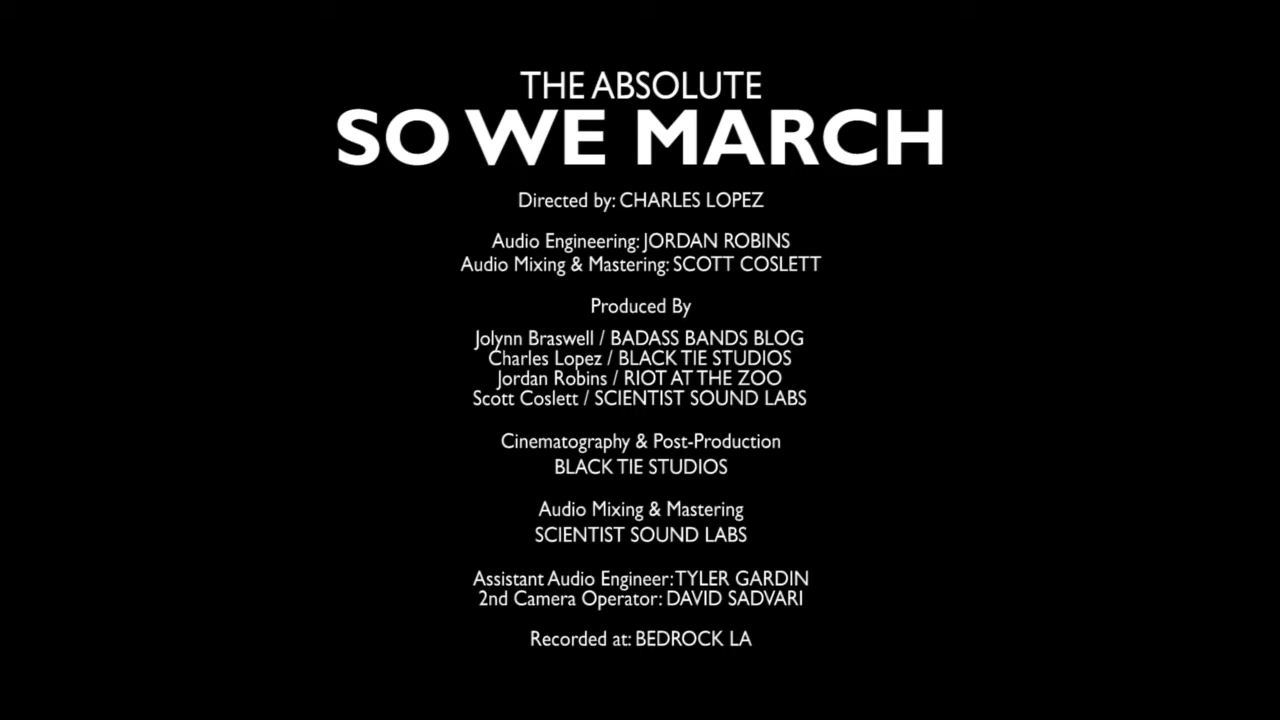 THE ABSOLUTE
SO WE MARCH
Directed by: CHARLES LOPEZ
Audio Engineering: JORDAN ROBINS
Audio Mixing & Mastering: SCOTT COSLETT
Produced By
Jolynn Braswell / BADASS BANDS BLOG
Charles Lopez / BLACK TIE STUDIOS
Jordan Robins / RIOT AT THE ZOO
Scott Coslett / SCIENTIST SOUND LABS
Cinematography & Post-Production
BLACK TIE STUDIOS
Audio Mixing & Mastering
SCIENTIST SOUND LABS
Assistant Audio Engineer: TYLER GARDIN
2nd Camera Operator: DAVID SADVARI
Recorded at: BEDROCK LA